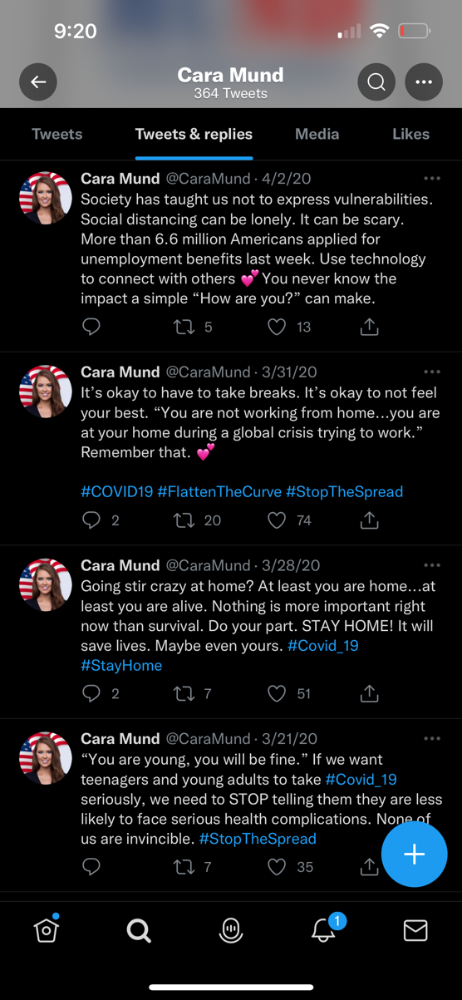 9:20
Cara Mund
364 Tweets
Tweets Tweets & replies Media Likes
Cara Mund @CaraMund · 4/2/20
Society has taught us not to express vulnerabilities.
Social distancing can be lonely. It can be scary.
More than 6.6 million Americans applied for
unemployment benefits last week. Use technology
to connect with others 💕 You never know the
impact a simple “How are you?” can make.
5 13
Cara Mund @CaraMund · 3/31/20
It’s okay to have to take breaks. It’s okay to not feel
your best. “You are not working from home...you are
at your home during a global crisis trying to work.”
Remember that. 💕
#COVID19 #FlattenTheCurve #StopTheSpread
2 20 74
Cara Mund @CaraMund · 3/28/20
Going stir crazy at home? At least you are home...at
least you are alive. Nothing is more important right
now than survival. Do your part. STAY HOME! It will
save lives. Maybe even yours. #Covid_19
#StayHome
2 7 51
Cara Mund @CaraMund · 3/21/20
“You are young, you will be fine.” If we want
teenagers and young adults to take #Covid_19
seriously, we need to STOP telling them they are less
likely to face serious health complications. None of
us are invincible. #StopTheSpread
7 35
1